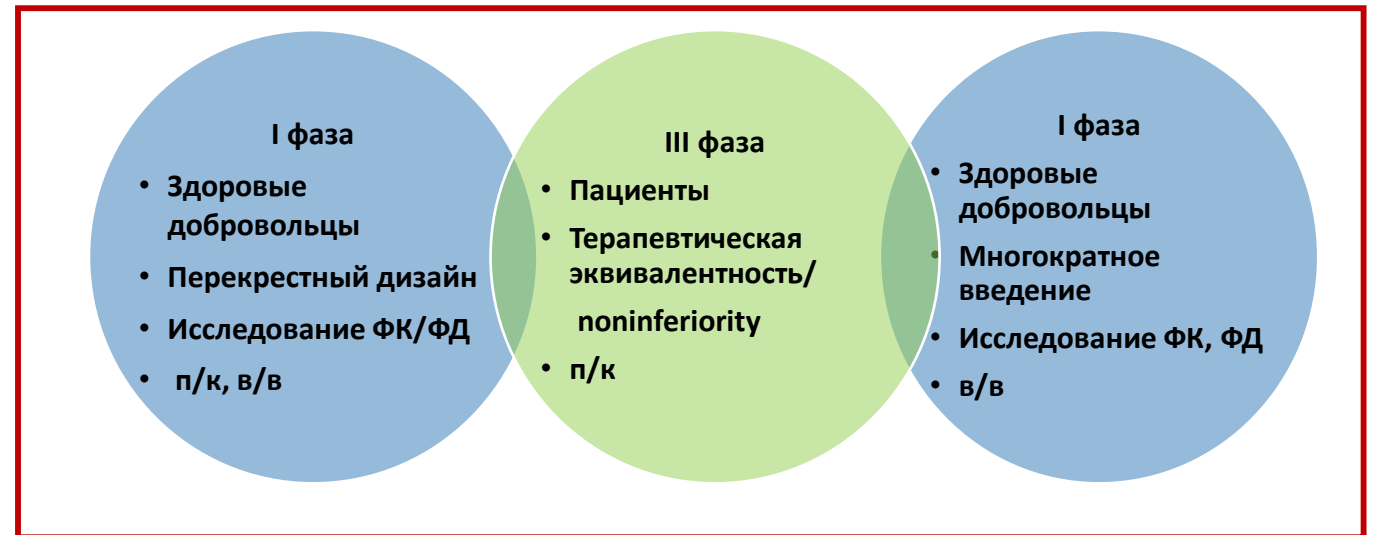 I фаза
• Здоровые
добровольцы
• Перекрестный дизайн
• Исследование ФК/ФД
• п/к, в/в
III фаза
• Пациенты
• Терапевтическая
эквивалентность/
noninferiority
• п/к
I фаза
• Здоровые
добровольцы
• Многократное
введение
• Исследование ФК, ФД
• в/в